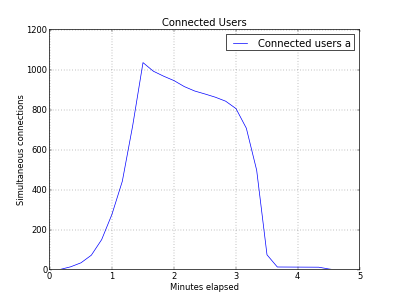 Connected Users
Connected users a
1200
1000
800
600
400
200
0
Simultaneous connections
0 1 2 3 4 5
Minutes elapsed